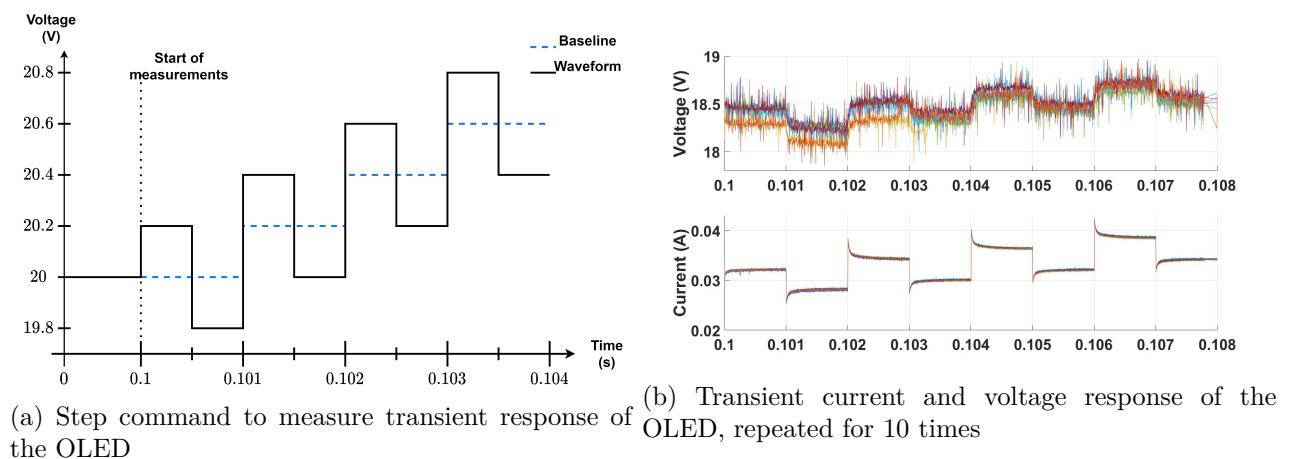 Voltage
(V)
Start of
measurements
Baseline
Waveform
20.8
20.6
20.4
20.2
20
19.8
Time
(s)
0
0.1
0.101
0.102
0.103
0.104
(a) Step command to measure transient response of
the OLED
Voltage (V)
19
18.5
18
0.1
0.101
0.102
0.103
0.104
0.105
0.106
0.107
0.108
Current (A)
0.04
0.03
0.02
0.1
0.101
0.102
0.103
0.104
0.105
0.106
0.107
0.108
(b) Transient current and voltage response of the
OLED, repeated for 10 times